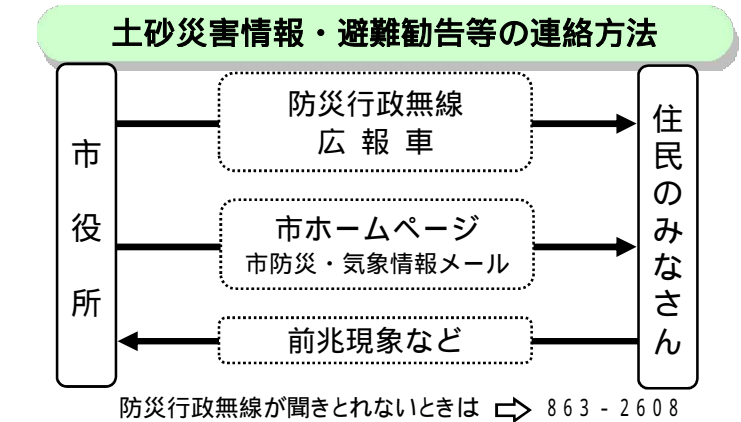 土砂災害情報・避難勧告等の連絡方法
市役所
防災行政無線
広報車
市ホームページ
市防災・気象情報メール
前兆現象など
住民のみなさん
防災行政無線が聞きとれないときは ⇨ 863-2608